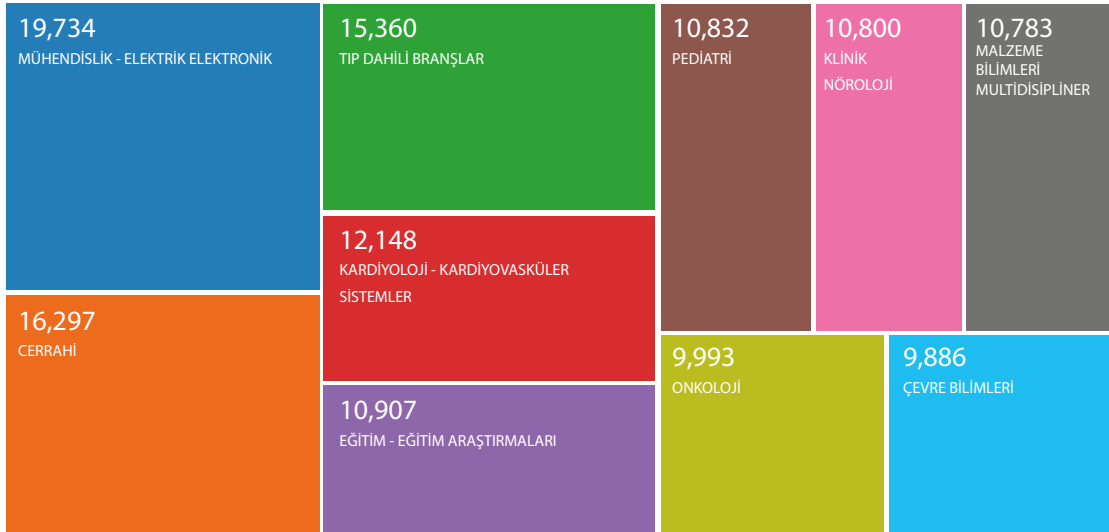 19,734
MÜHENDİSLİK - ELEKTRİK ELEKTRONİK
16,297
CERRAHİ
15,360
TIP DAHİLİ BRANŞLAR
12,148
KARDİYOLOJİ - KARDİYOVASKÜLER
SİSTEMLER
10,907
EĞİTİM - EĞİTİM ARAŞTIRMALARI
10,832
PEDİATRİ
10,800
KLİNİK
NÖROLOJİ
10,783
MALZEME
BİLİMLERİ
MULTİDİSİPLİNER
9,993
ONKOLOJİ
9,886
ÇEVRE BİLİMLERİ